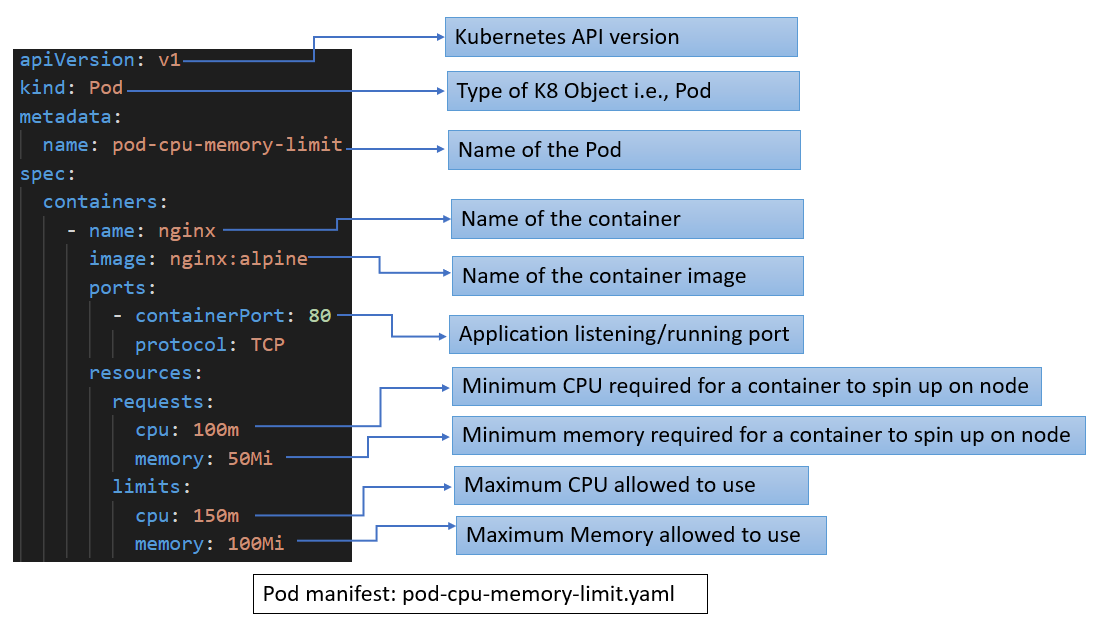 apiVersion: v1
kind: Pod
metadata:
  name: pod-cpu-memory-limit
spec:
  containers:
    - name: nginx
      image: nginx:alpine
      ports:
        - containerPort: 80
          protocol: TCP
      resources:
        requests:
          cpu: 100m
          memory: 50Mi
        limits:
          cpu: 150m
          memory: 100Mi
Kubernetes API version
Type of K8 Object i.e., Pod
Name of the Pod
Name of the container
Name of the container image
Application listening/running port
Minimum CPU required for a container to spin up on node
Minimum memory required for a container to spin up on node
Maximum CPU allowed to use
Maximum Memory allowed to use
Pod manifest: pod-cpu-memory-limit.yaml